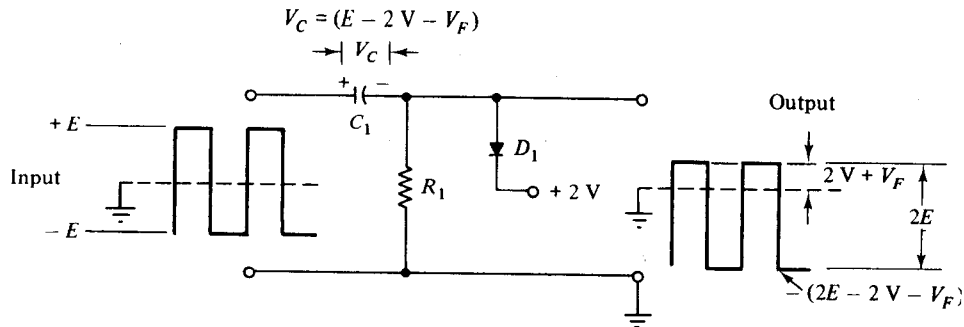 V_C = (E − 2 V − V_F)
V_C
+ −
C_1
+E
Input
−E
R_1
D_1
+ 2 V
Output
2 V + V_F
2E
− (2E − 2 V − V_F)